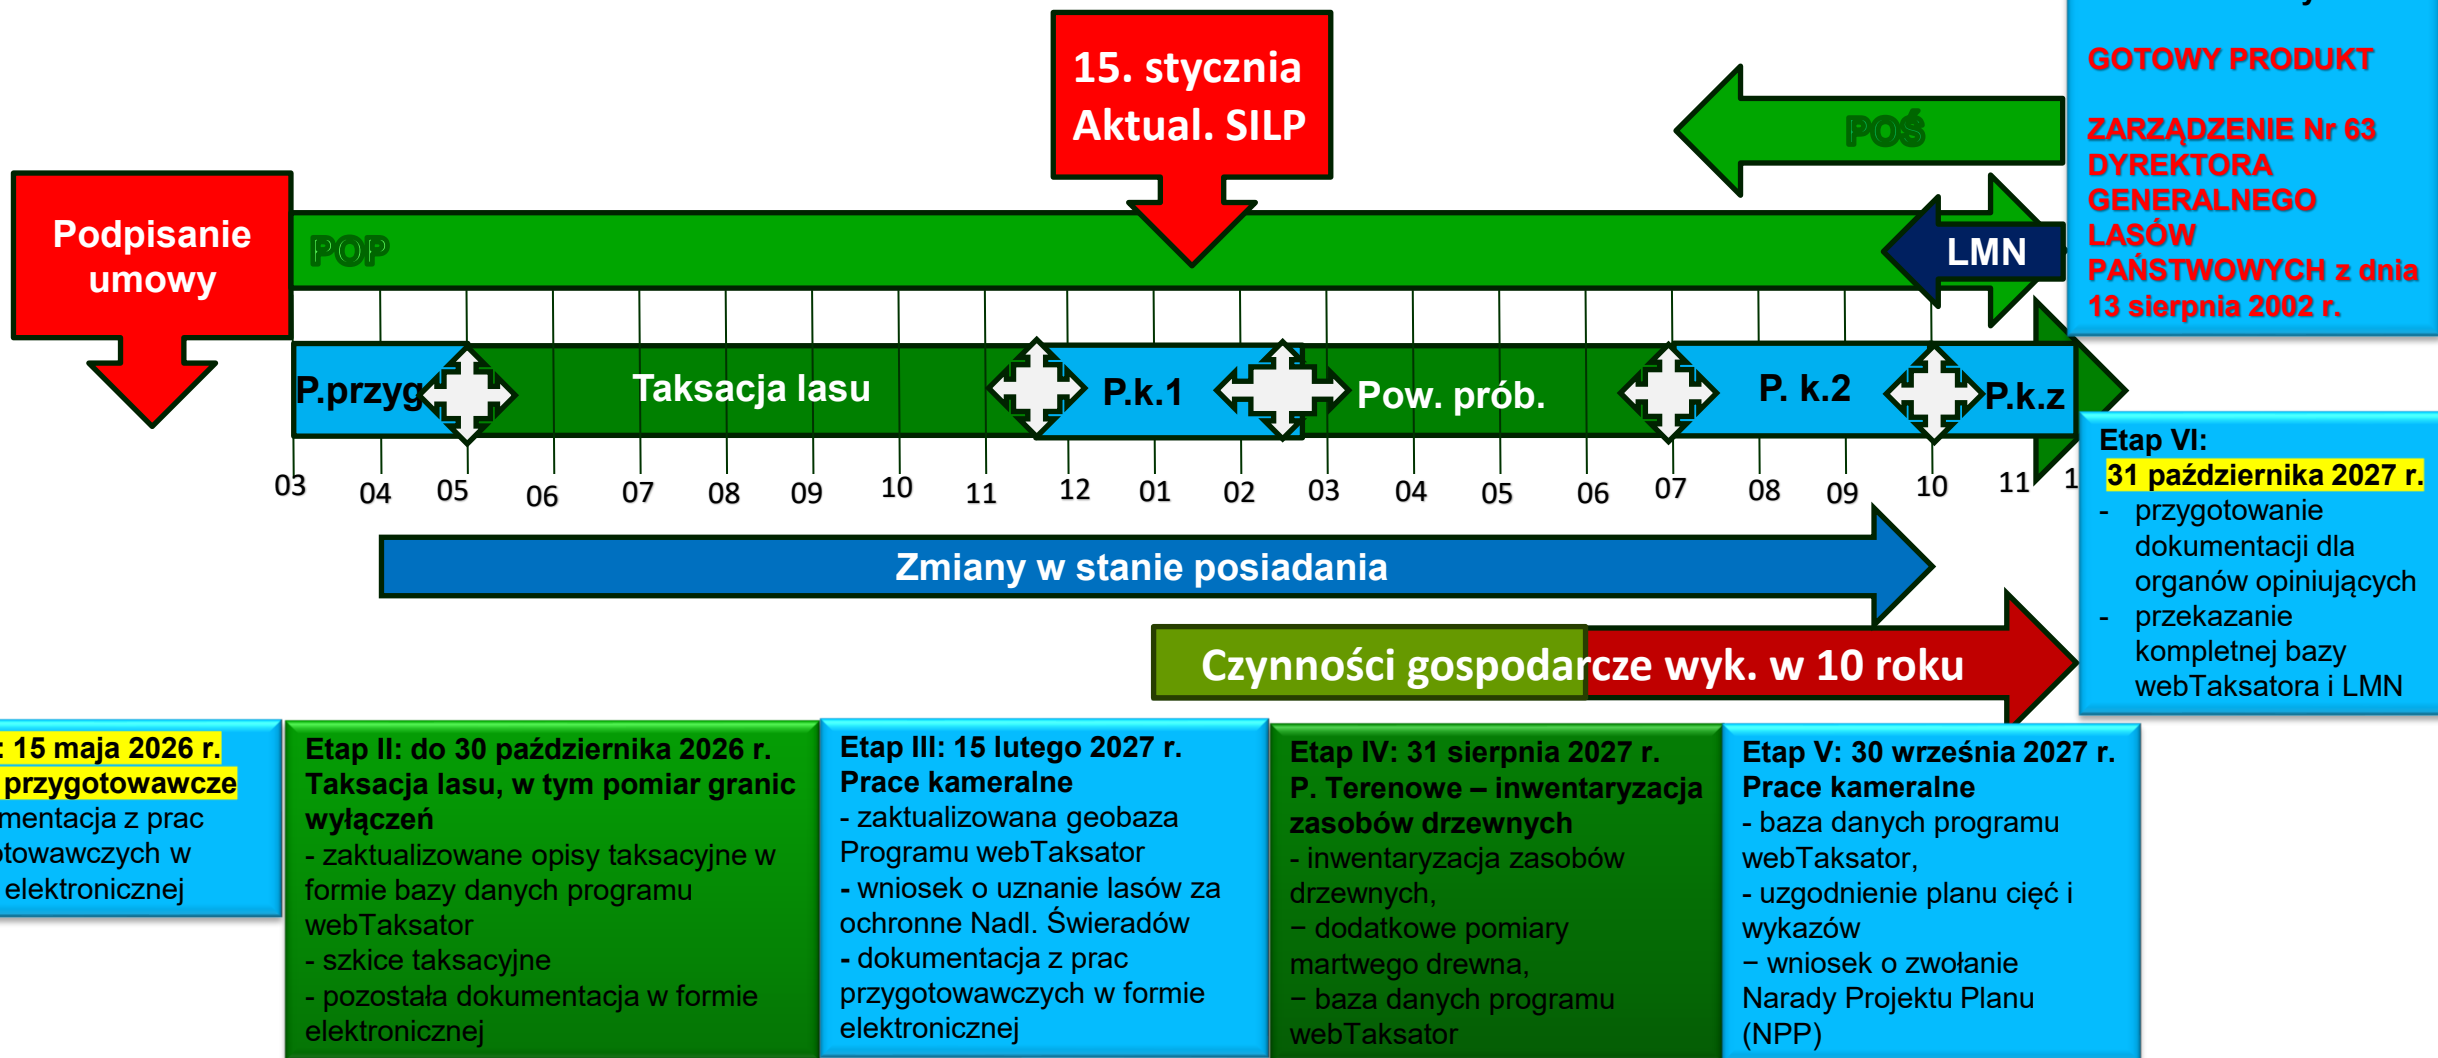 15. stycznia
Aktual. SILP
GOTOWY PRODUKT
ZARZĄDZENIE Nr 63
DYREKTORA
GENERALNEGO
LASÓW
PAŃSTWOWYCH z dnia
13 sierpnia 2002 r.
POŚ
Podpisanie
umowy
POP
LMN
P.przyg
Taksacja lasu
P.k.1
Pow. prób.
P. k.2
P.k.z
03 04 05 06 07 08 09 10 11 12 01 02 03 04 05 06 07 08 09 10 11 1
Zmiany w stanie posiadania
Czynności gospodarcze wyk. w 10 roku
Etap VI:
31 października 2027 r.
- przygotowanie
dokumentacji dla
organów opiniujących
- przekazanie
kompletnej bazy
webTaksatora i LMN
: 15 maja 2026 r.
przygotowawcze
mentacja z prac
otowawczych w
elektronicznej
Etap II: do 30 października 2026 r.
Taksacja lasu, w tym pomiar granic
wyłączeń
- zaktualizowane opisy taksacyjne w
formie bazy danych programu
webTaksator
- szkice taksacyjne
- pozostała dokumentacja w formie
elektronicznej
Etap III: 15 lutego 2027 r.
Prace kameralne
- zaktualizowana geobaza
Programu webTaksator
- wniosek o uznanie lasów za
ochronne Nadl. Świeradów
- dokumentacja z prac
przygotowawczych w formie
elektronicznej
Etap IV: 31 sierpnia 2027 r.
P. Terenowe – inwentaryzacja
zasobów drzewnych
- inwentaryzacja zasobów
drzewnych,
− dodatkowe pomiary
martwego drewna,
− baza danych programu
webTaksator
Etap V: 30 września 2027 r.
Prace kameralne
- baza danych programu
webTaksator,
- uzgodnienie planu cięć i
wykazów
− wniosek o zwołanie
Narady Projektu Planu
(NPP)